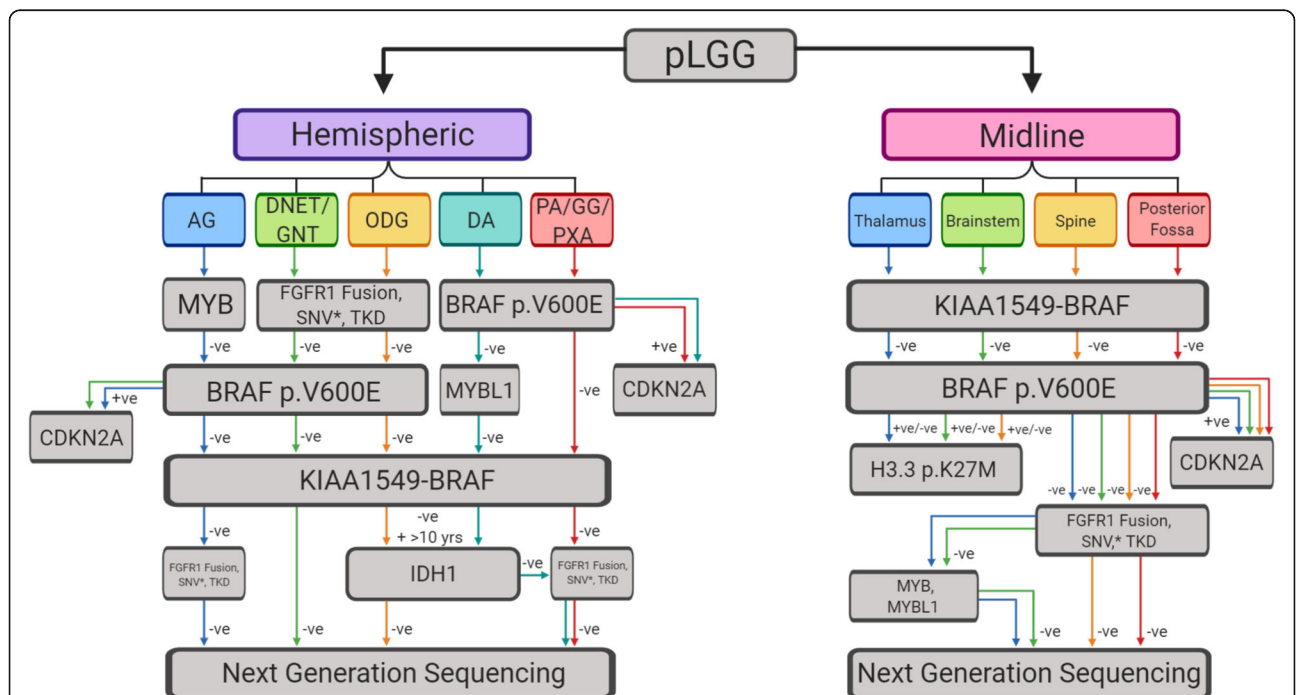 pLGG
Hemispheric
Midline
AG
DNET/
GNT
ODG
DA
PA/GG/
PXA
Thalamus
Brainstem
Spine
Posterior
Fossa
MYB
FGFR1 Fusion,
SNV*, TKD
BRAF p.V600E
KIAA1549-BRAF
-ve
-ve
-ve
-ve
+ve
-ve
-ve
-ve
-ve
-ve
+ve
BRAF p.V600E
MYBL1
CDKN2A
BRAF p.V600E
CDKN2A
-ve
-ve
-ve
-ve
+ve/-ve
+ve/-ve
+ve/-ve
+ve
H3.3 p.K27M
CDKN2A
KIAA1549-BRAF
-ve
-ve
-ve
-ve
-ve
-ve
+ >10 yrs
-ve
FGFR1 Fusion,
SNV,* TKD
FGFR1 Fusion,
SNV*, TKD
IDH1
-ve
FGFR1 Fusion,
SNV*, TKD
-ve
MYB,
MYBL1
-ve
-ve
-ve
-ve
-ve
-ve
-ve
Next Generation Sequencing
Next Generation Sequencing